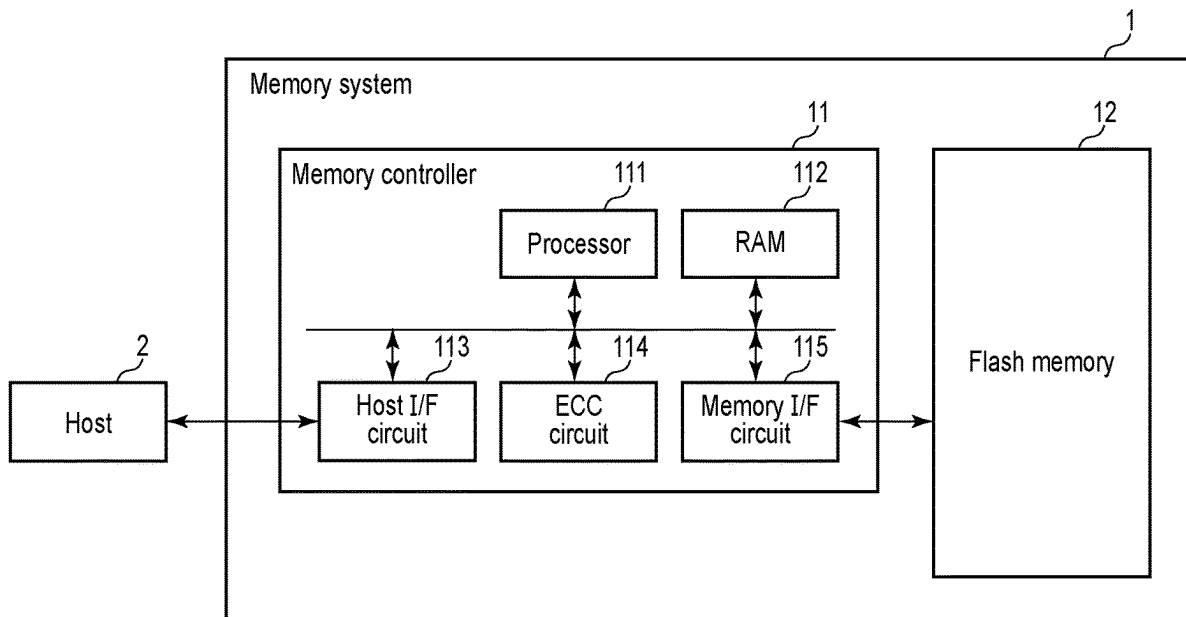 1
Memory system
11
12
Memory controller
111
112
Processor
RAM
2
113
114
115
Host
Host I/F
circuit
ECC
circuit
Memory I/F
circuit
Flash memory